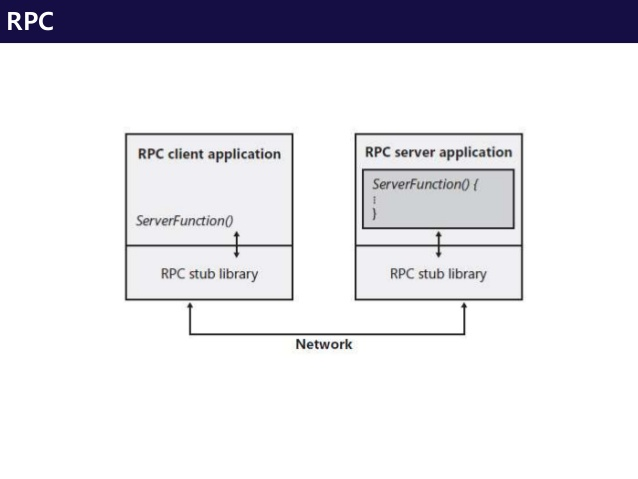 RPC
RPC client application
ServerFunction()
RPC stub library
RPC server application
ServerFunction() {
⋮
}
RPC stub library
Network